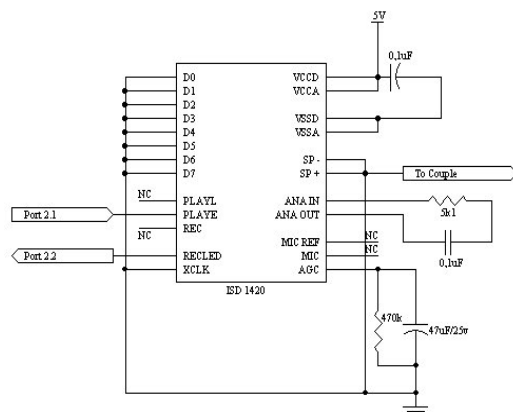 5V
0,1uF
D0
D1
D2
D3
D4
D5
D6
D7
PLAYL
PLAYE
REC
RECLED
XCLK
VCCD
VCCA
VSSD
VSSA
SP -
SP +
ANA IN
ANA OUT
MIC REF
MIC
AGC
NC
Port 2.1
NC
Port 2.2
To Couple
5k1
0,1uF
NC
NC
470k
47uF/25v
ISD 1420